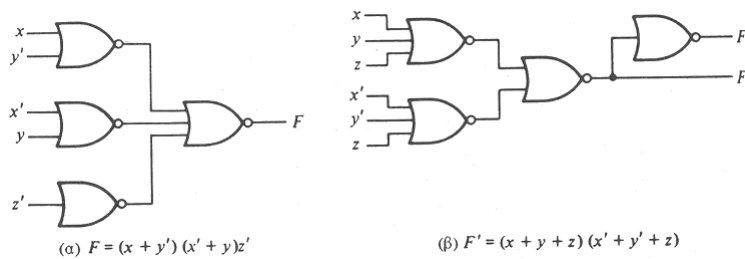 x
y'
x'
y
z'
F
(α) F = (x + y') (x' + y)z'
x
y
z
x'
y'
z
F
F
(β) F' = (x + y + z) (x' + y' + z)